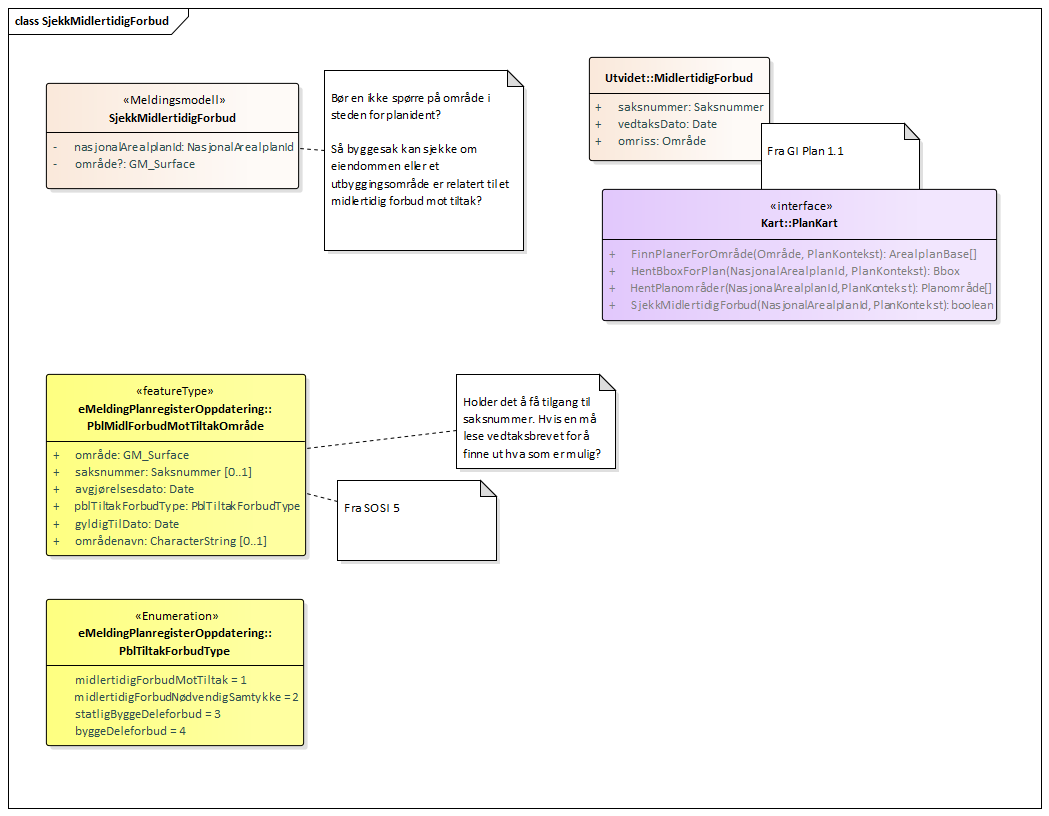 class SjekkMidlertidigForbud
«Meldingsmodell»
SjekkMidlertidigForbud
- nasjonalArealplanId: NasjonalArealplanId
- område?: GM_Surface
Bør en ikke spørre på område i
steden for planident?
Så byggesak kan sjekke om
eiendommen eller et
utbyggingsområde er relatert til et
midlertidig forbud mot tiltak?
Utvidet::MidlertidigForbud
+ saksnummer: Saksnummer
+ vedtaksDato: Date
+ omriss: Område
Fra GI Plan 1.1
«interface»
Kart::PlanKart
+ FinnPlanerForOmråde(Område, PlanKontekst): ArealplanBase[]
+ HentBboxForPlan(NasjonalArealplanId, PlanKontekst): Bbox
+ HentPlanområder(NasjonalArealplanId, PlanKontekst): Planområde[]
+ SjekkMidlertidigForbud(NasjonalArealplanId, PlanKontekst): boolean
«featureType»
eMeldingPlanregisterOppdatering::
PblMidlForbudMotTiltakOmråde
+ område: GM_Surface
+ saksnummer: Saksnummer [0..1]
+ avgjørelsesdato: Date
+ pblTiltakForbudType: PblTiltakForbudType
+ gyldigTilDato: Date
+ områdenavn: CharacterString [0..1]
Holder det å få tilgang til
saksnummer. Hvis en må
lese vedtaksbrevet for å
finne ut hva som er mulig?
Fra SOSI 5
«Enumeration»
eMeldingPlanregisterOppdatering::
PblTiltakForbudType
midlertidigForbudMotTiltak = 1
midlertidigForbudNødvendigSamtykke = 2
statligByggeDeleforbud = 3
byggeDeleforbud = 4